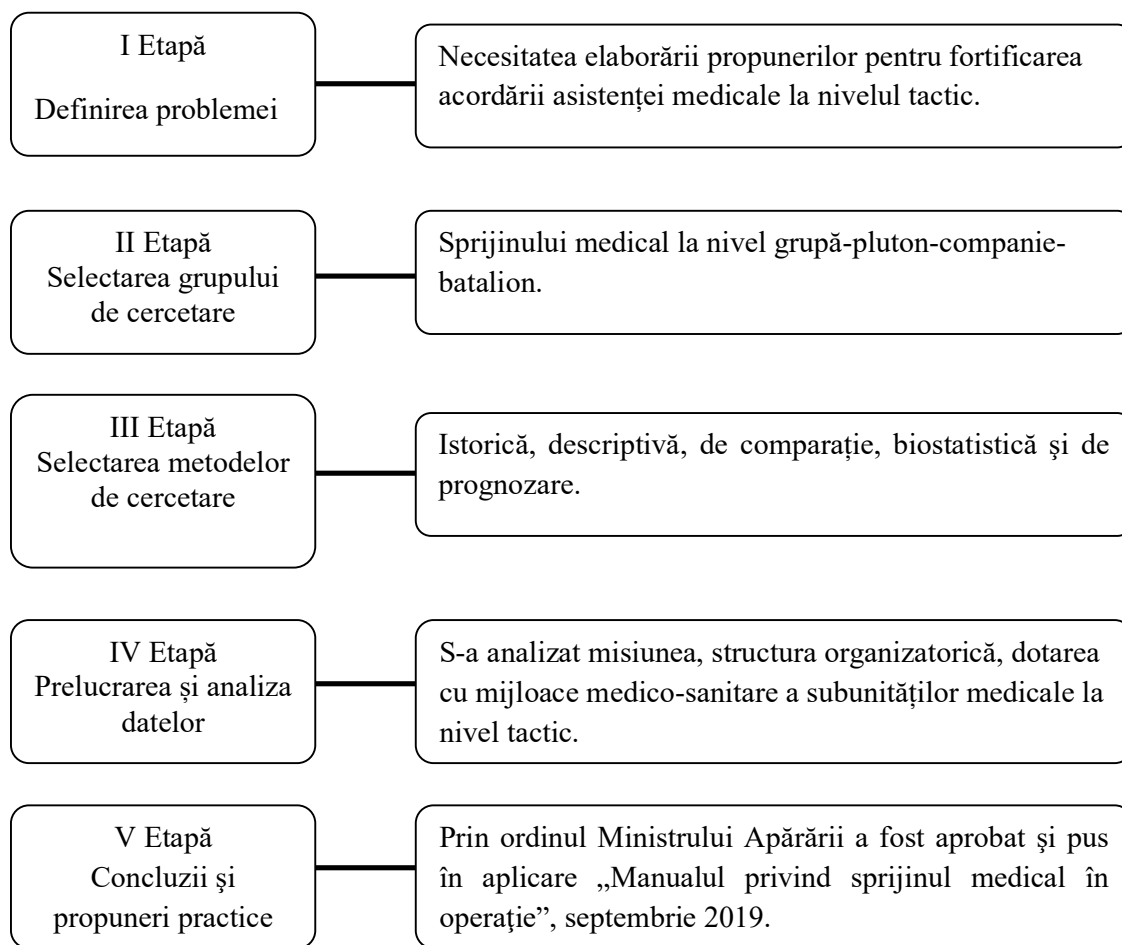 I Etapă
Definirea problemei
Necesitatea elaborării propunerilor pentru fortificarea
acordării asistenței medicale la nivelul tactic.
II Etapă
Selectarea grupului
de cercetare
Sprijinului medical la nivel grupă-pluton-companie-
batalion.
III Etapă
Selectarea metodelor
de cercetare
Istorică, descriptivă, de comparație, biostatistică şi de
prognozare.
IV Etapă
Prelucrarea și analiza
datelor
S-a analizat misiunea, structura organizatorică, dotarea
cu mijloace medico-sanitare a subunităților medicale la
nivel tactic.
V Etapă
Concluzii şi
propuneri practice
Prin ordinul Ministrului Apărării a fost aprobat şi pus
în aplicare „Manualul privind sprijinul medical în
operaţie”, septembrie 2019.